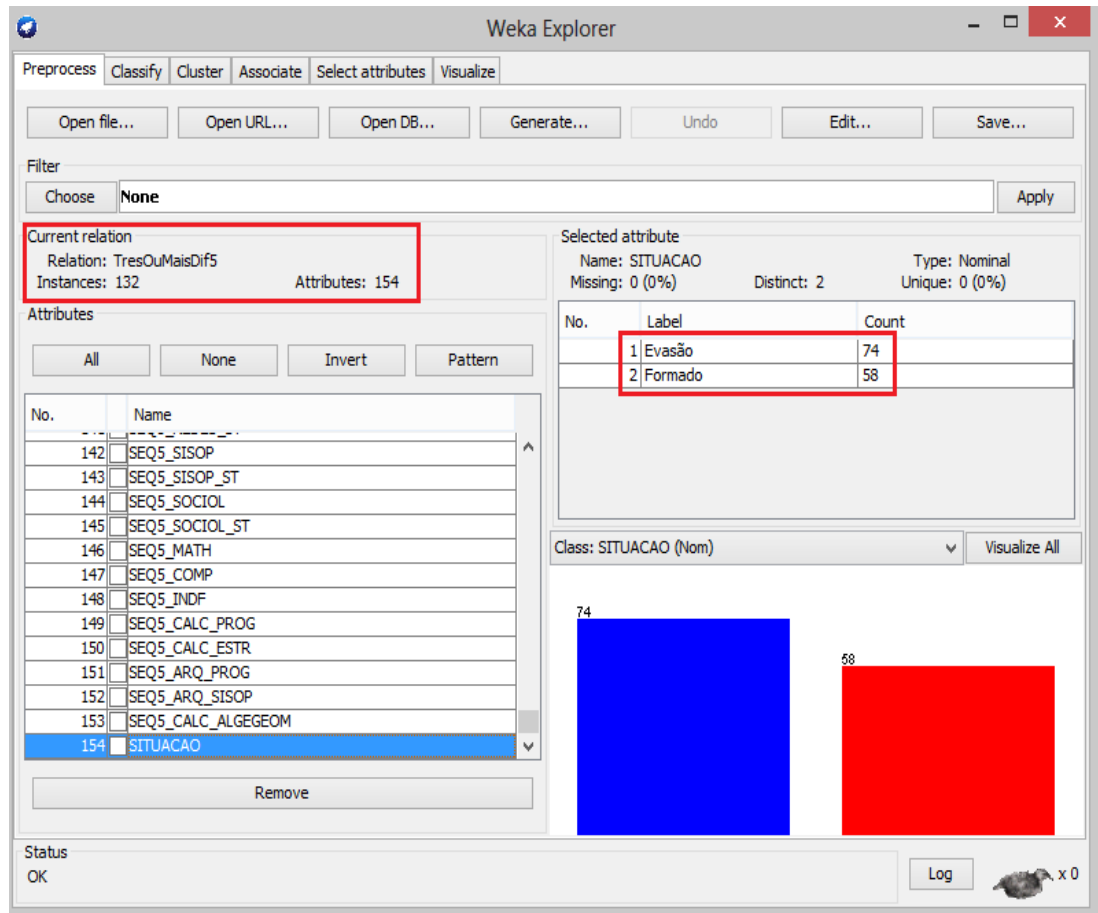 Weka Explorer
Preprocess Classify Cluster Associate Select attributes Visualize
Open file... Open URL... Open DB... Generate... Undo Edit... Save...
Filter
Choose None Apply
Current relation
Relation: TresOuMaisDif5
Instances: 132 Attributes: 154
Attributes
All None Invert Pattern
No. Name
142 SEQ5_SISOP
143 SEQ5_SISOP_ST
144 SEQ5_SOCIOL
145 SEQ5_SOCIOL_ST
146 SEQ5_MATH
147 SEQ5_COMP
148 SEQ5_INDF
149 SEQ5_CALC_PROG
150 SEQ5_CALC_ESTR
151 SEQ5_ARQ_PROG
152 SEQ5_ARQ_SISOP
153 SEQ5_CALC_ALGEGEOM
154 SITUACAO
Remove
Selected attribute
Name: SITUACAO Type: Nominal
Missing: 0 (0%) Distinct: 2 Unique: 0 (0%)
No. Label Count
1 Evasão 74
2 Formado 58
Class: SITUACAO (Nom) Visualize All
74
58
Status
OK
Log x 0